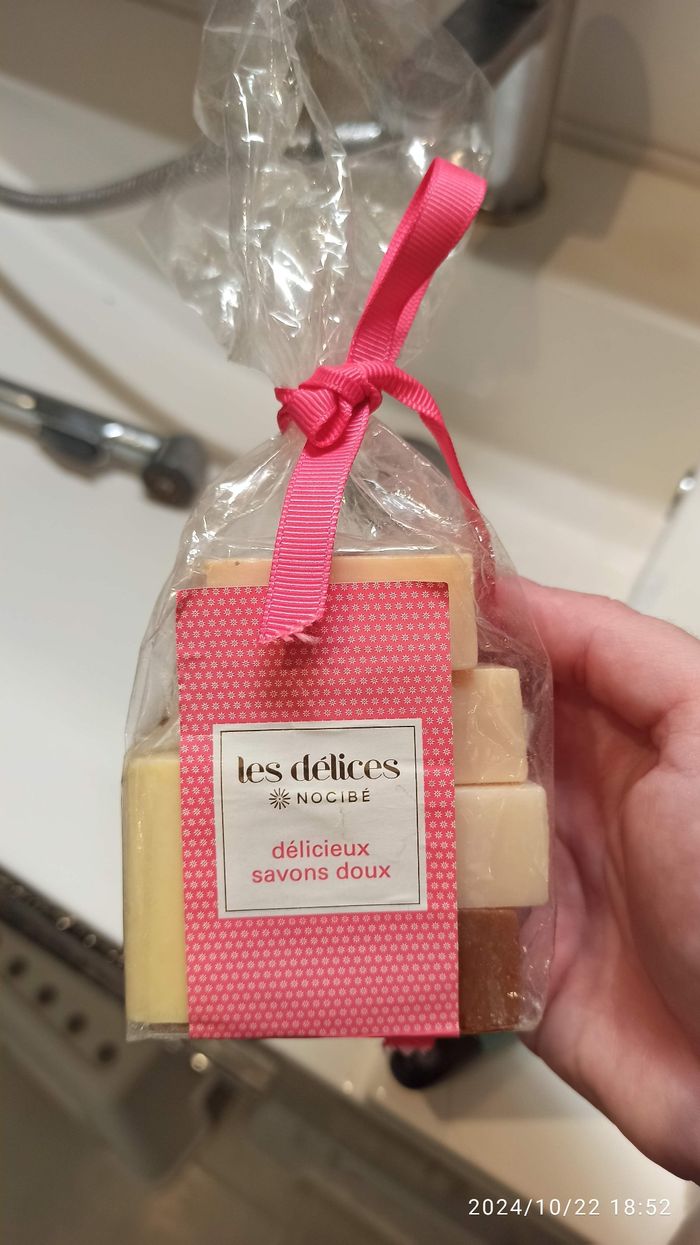 les délices
NOCIBÉ
délicieux
savons doux
2024/10/22 18:52